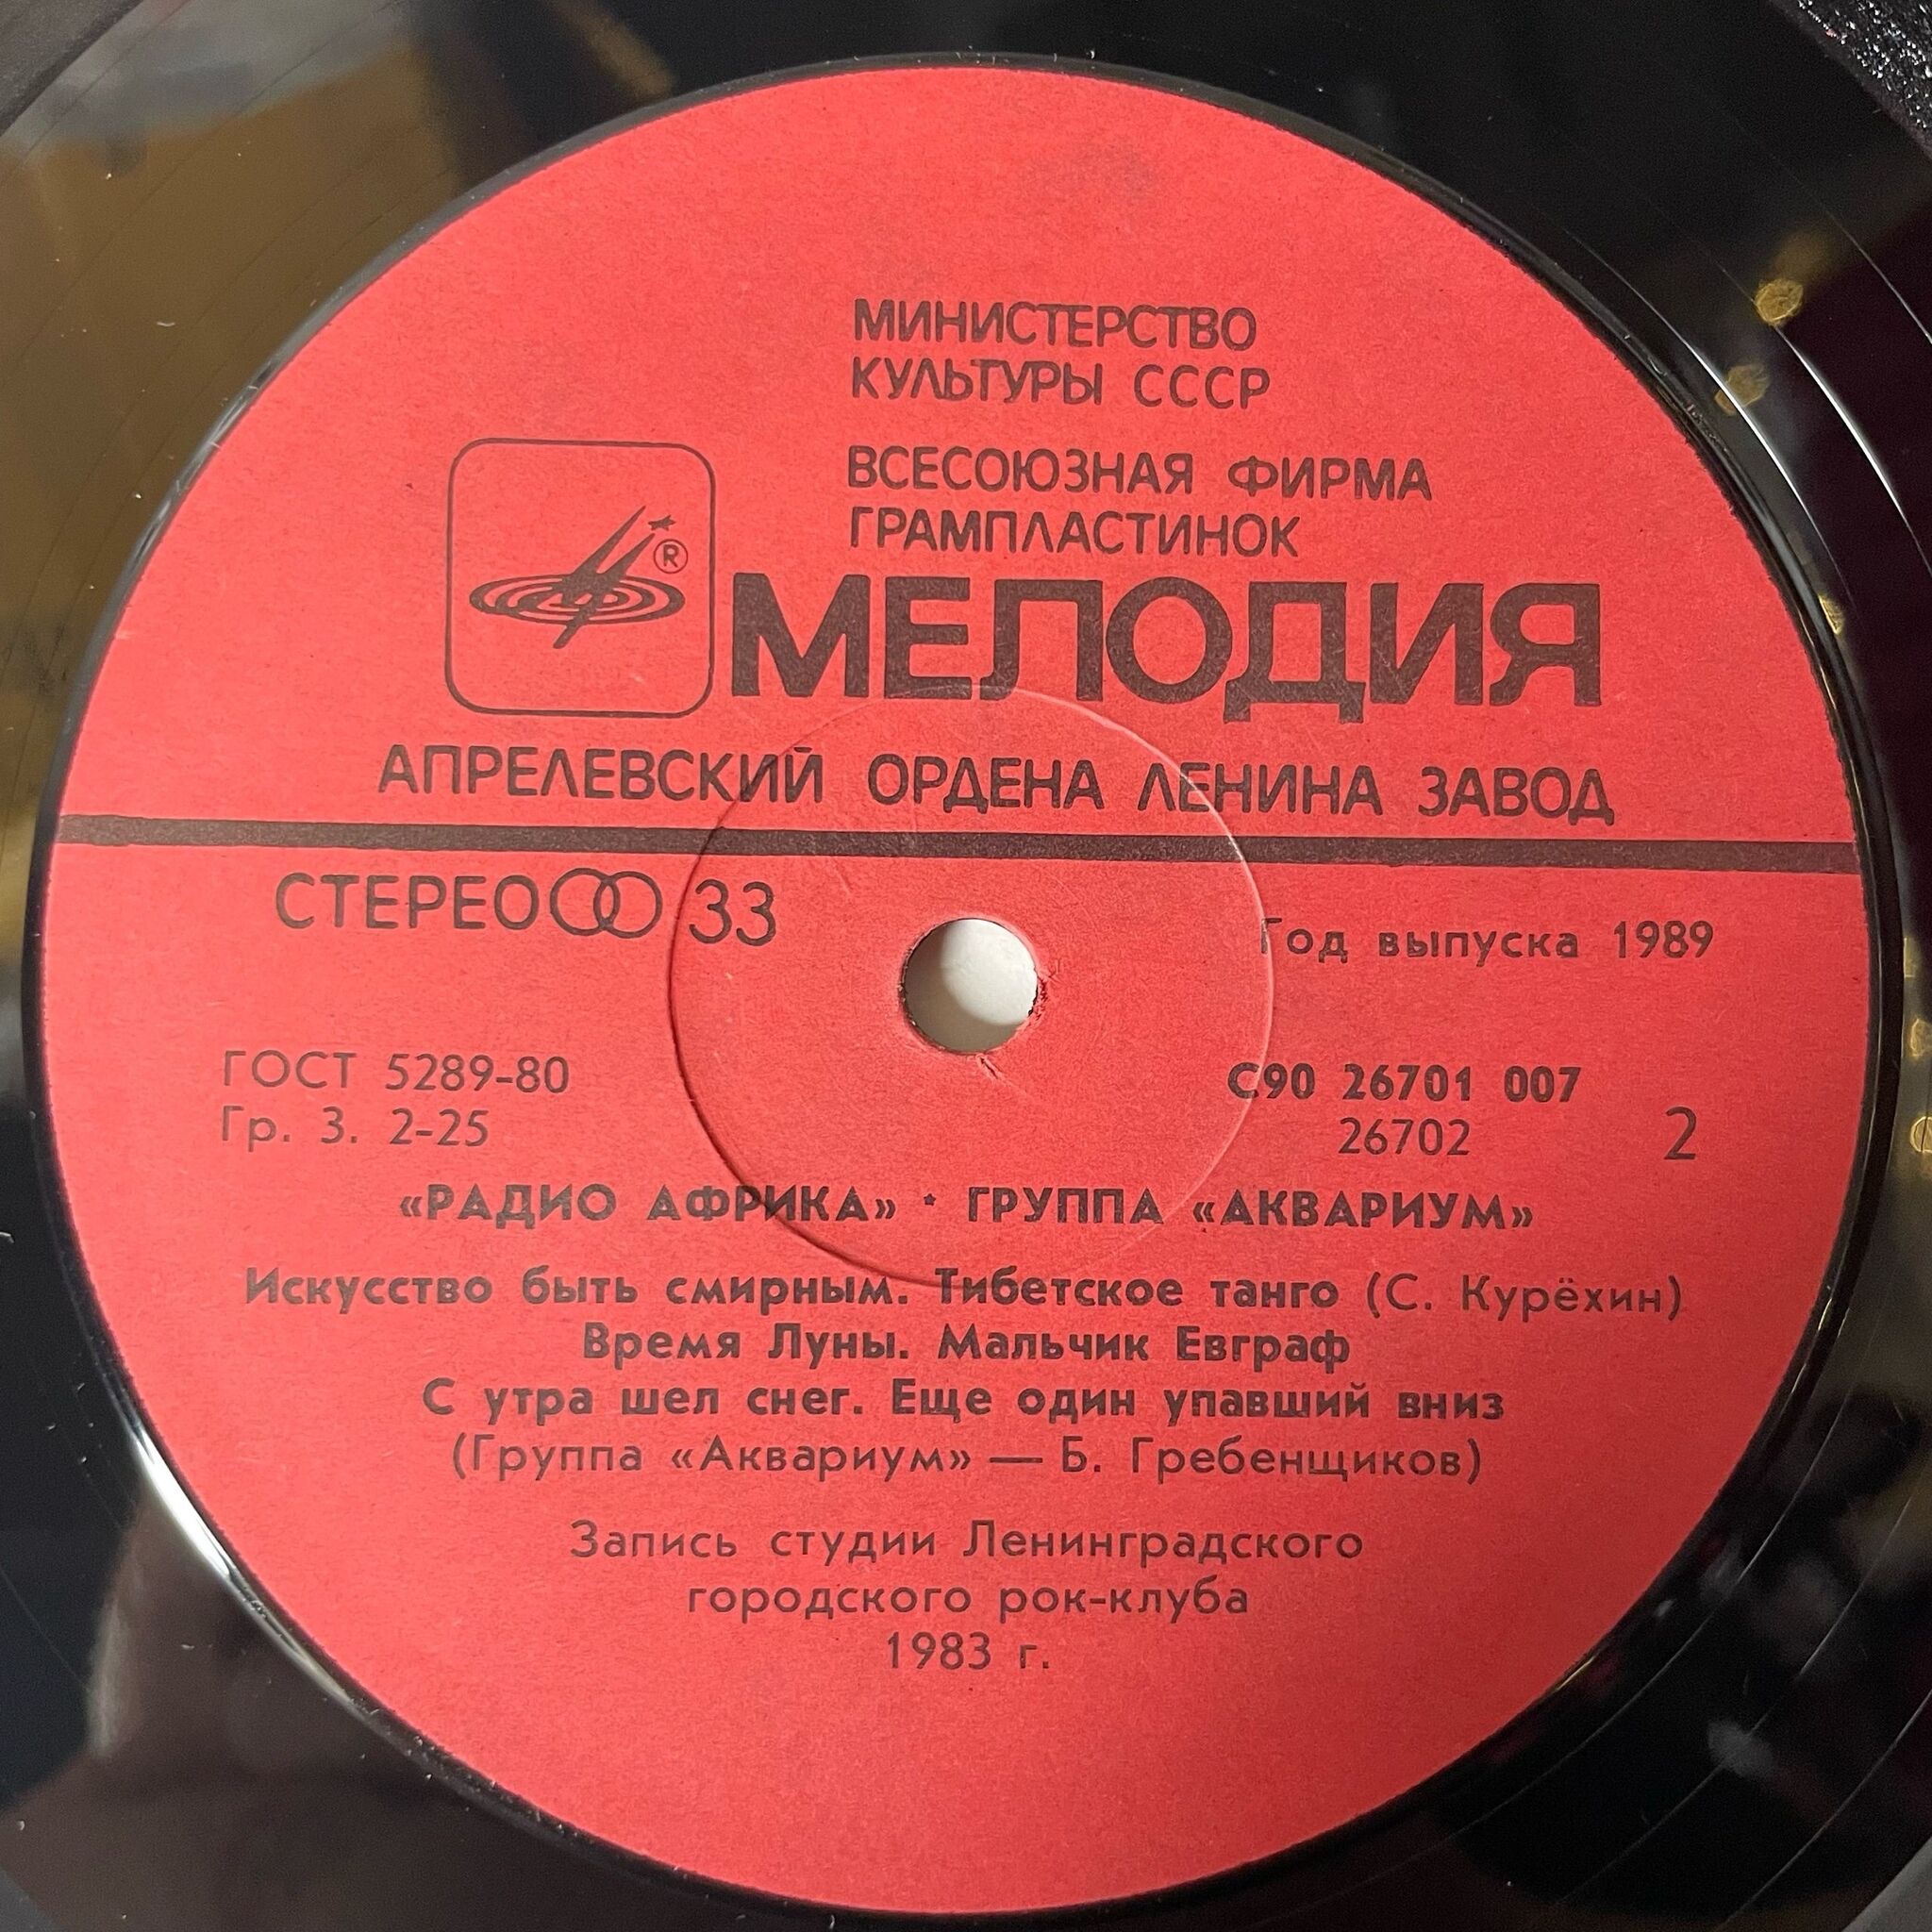 МИНИСТЕРСТВО
КУЛЬТУРЫ СССР
ВСЕСОЮЗНАЯ ФИРМА
ГРАМПЛАСТИНОК
®
МЕЛОДИЯ
АПРЕЛЕВСКИЙ ОРДЕНА ЛЕНИНА ЗАВОД
СТЕРЕО 33
Год выпуска 1989
ГОСТ 5289-80
Гр. 3. 2-25
С90 26701 007
26702
2
«РАДИО АФРИКА» * ГРУППА «АКВАРИУМ»
Искусство быть смирным. Тибетское танго (С. Курёхин)
Время Луны. Мальчик Евграф
С утра шел снег. Еще один упавший вниз
(Группа «Аквариум» — Б. Гребенщиков)
Запись студии Ленинградского
городского рок-клуба
1983 г.